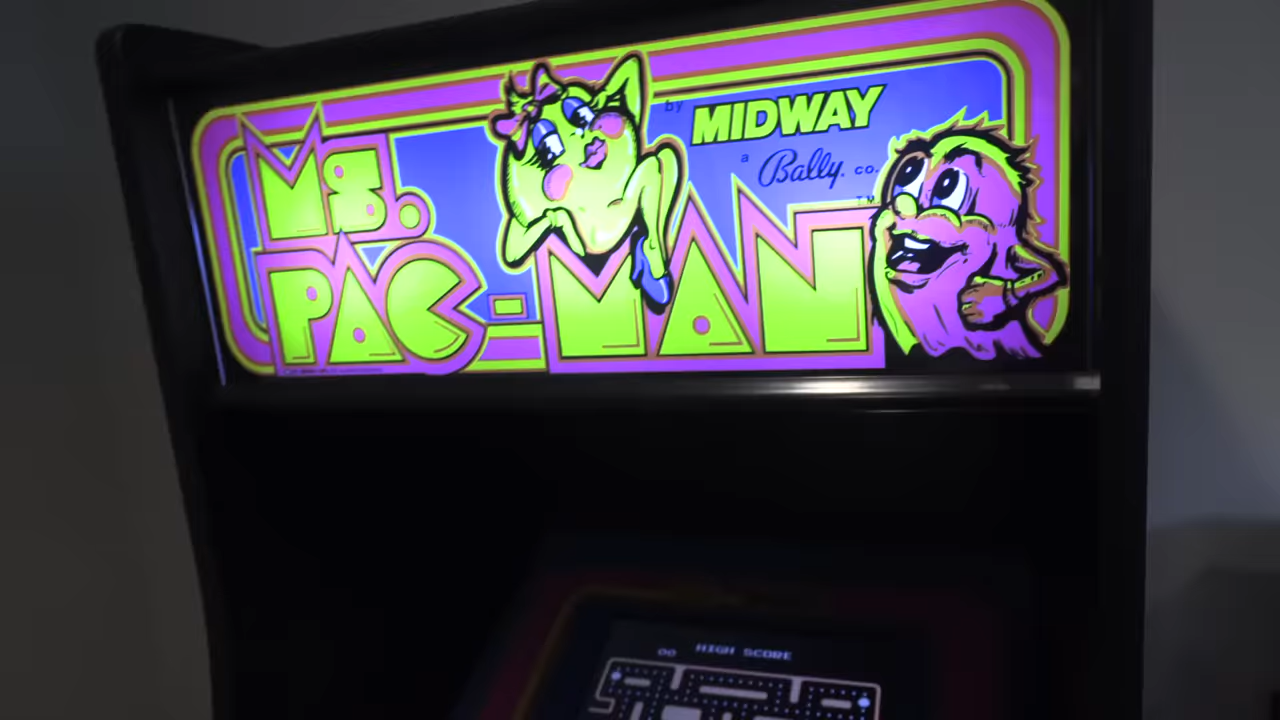 Ms.
PAC-MAN
by MIDWAY
a Bally. co.
T.M.
HIGH SCORE
00